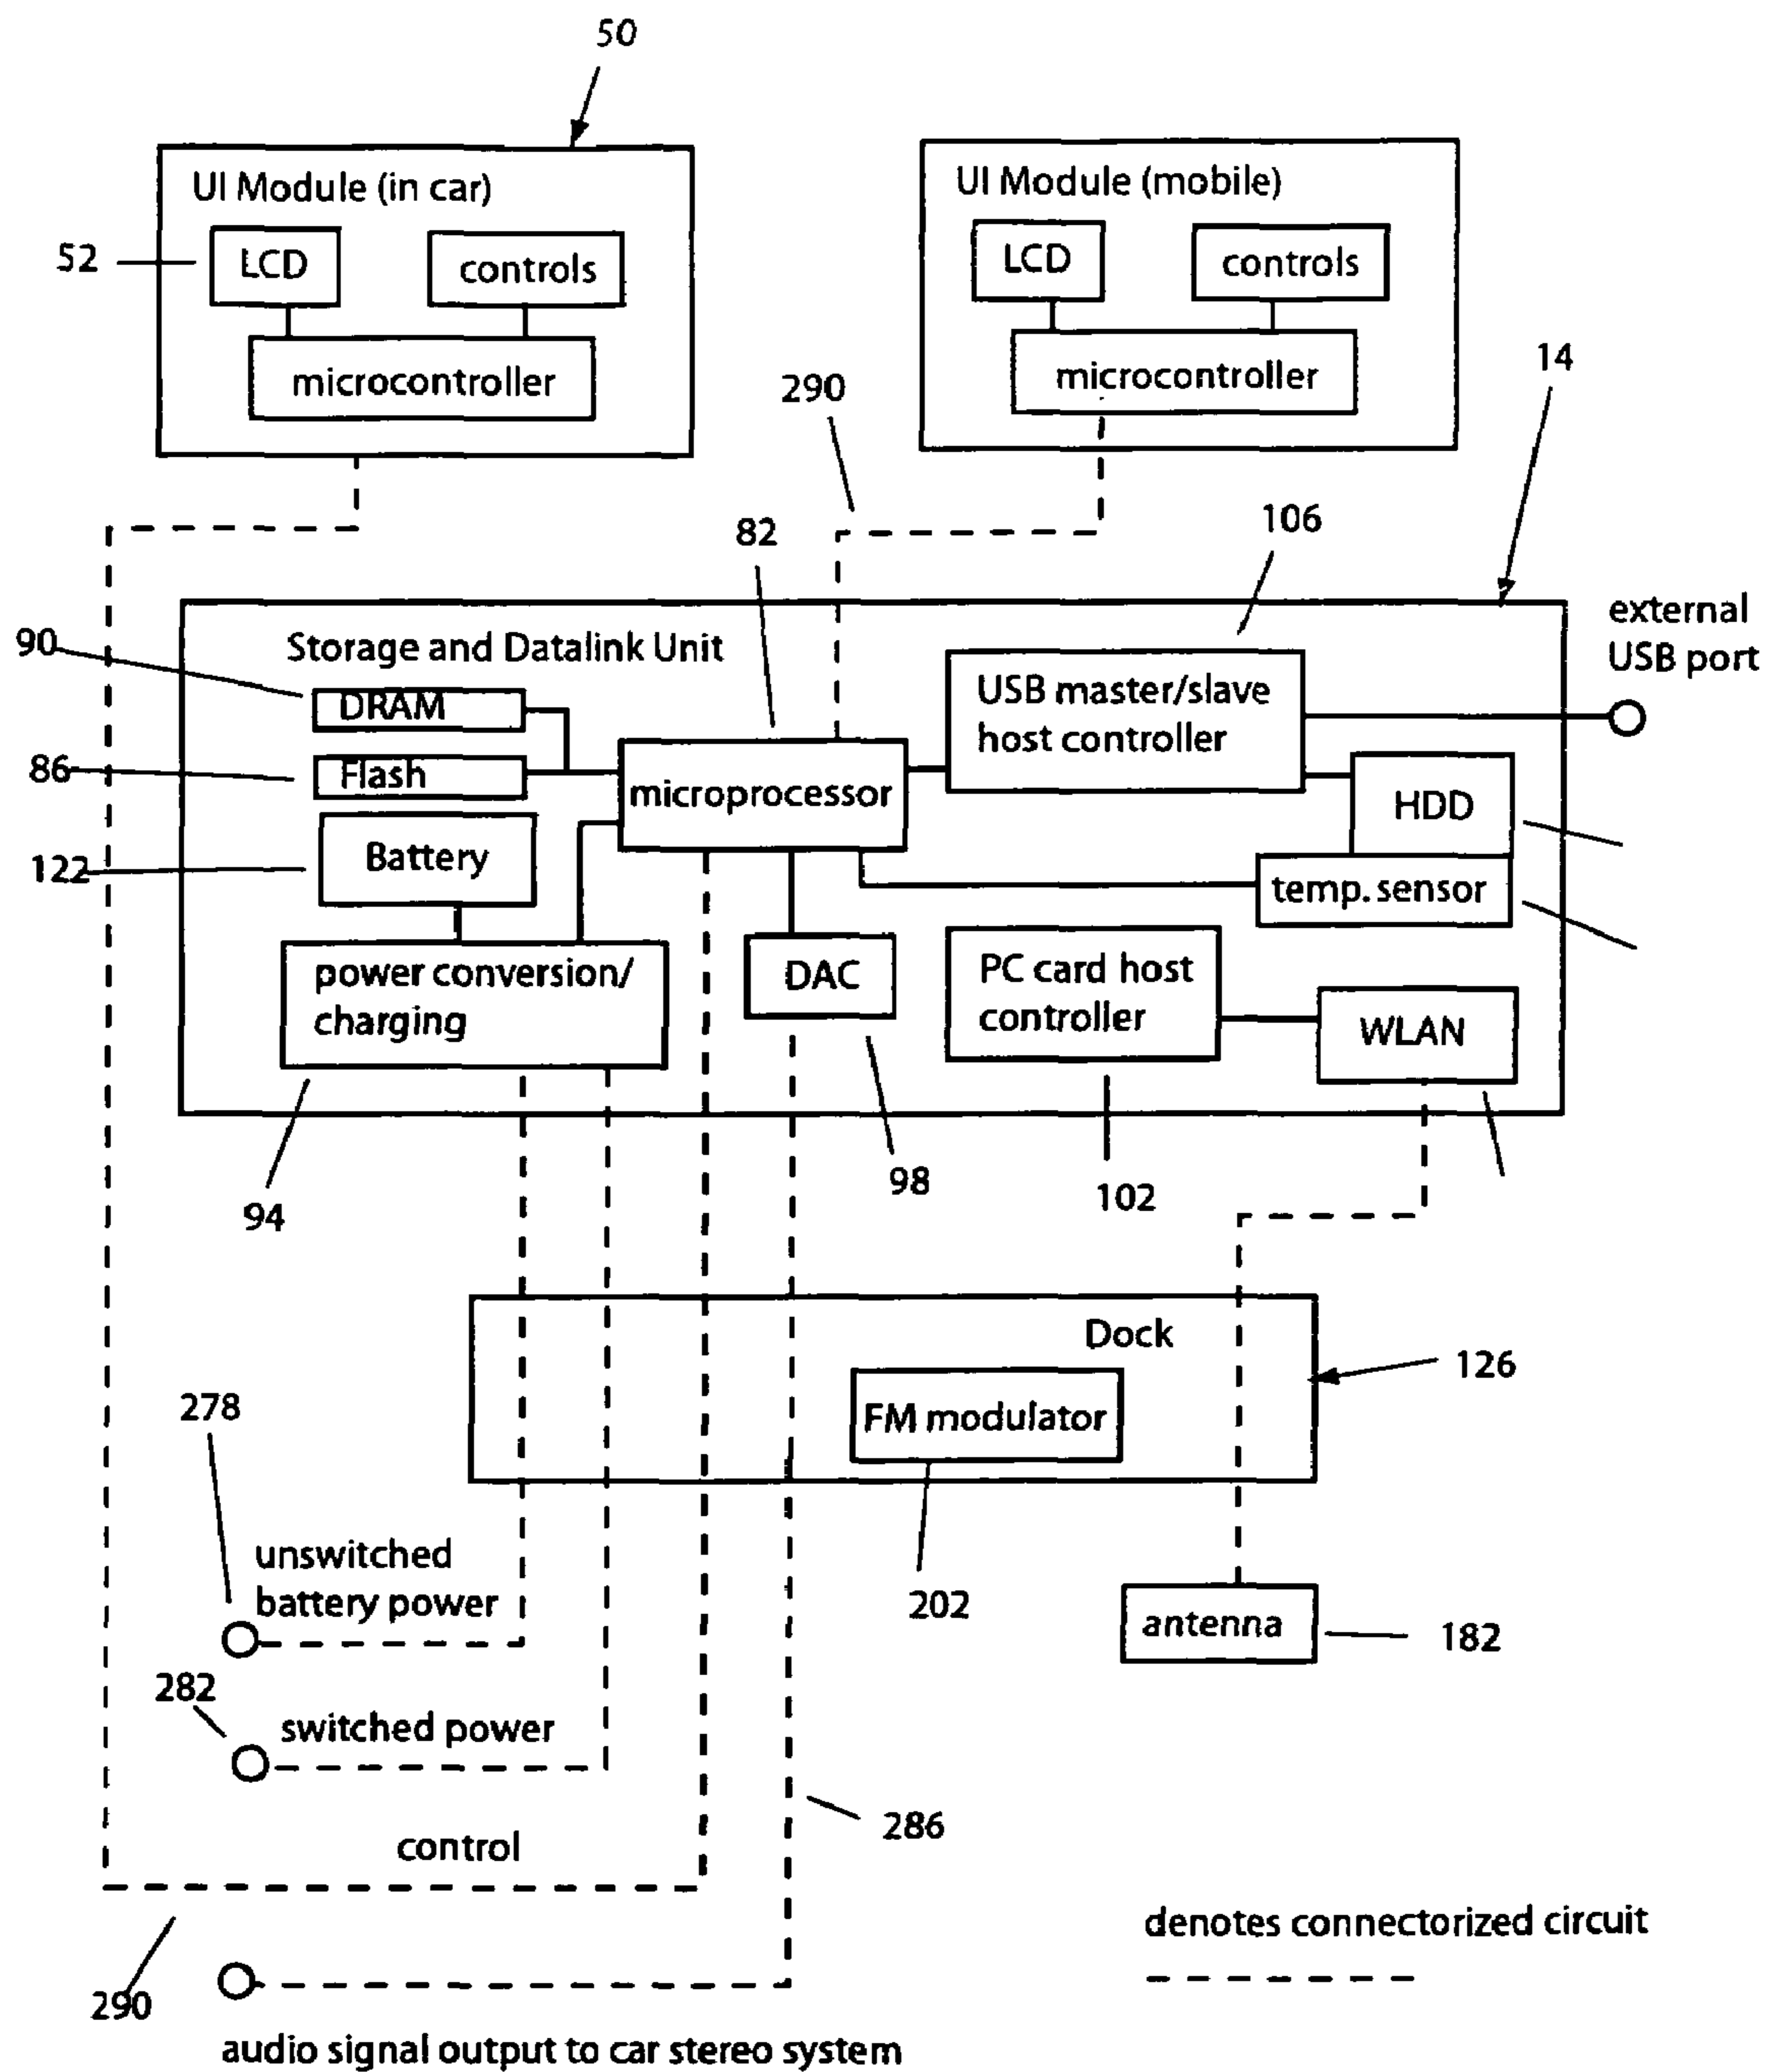 50
UI Module (in car)
UI Module (mobile)
52
LCD
controls
LCD
controls
microcontroller
microcontroller
290
14
82
106
external
USB port
90
Storage and Datalink Unit
DRAM
USB master/slave
host controller
86
Flash
microprocessor
HDD
122
Battery
temp. sensor
power conversion/
charging
DAC
PC card host
controller
WLAN
94
98
102
Dock
126
278
FM modulator
unswitched
battery power
202
antenna
182
282
switched power
286
control
denotes connectorized circuit
290
audio signal output to car stereo system